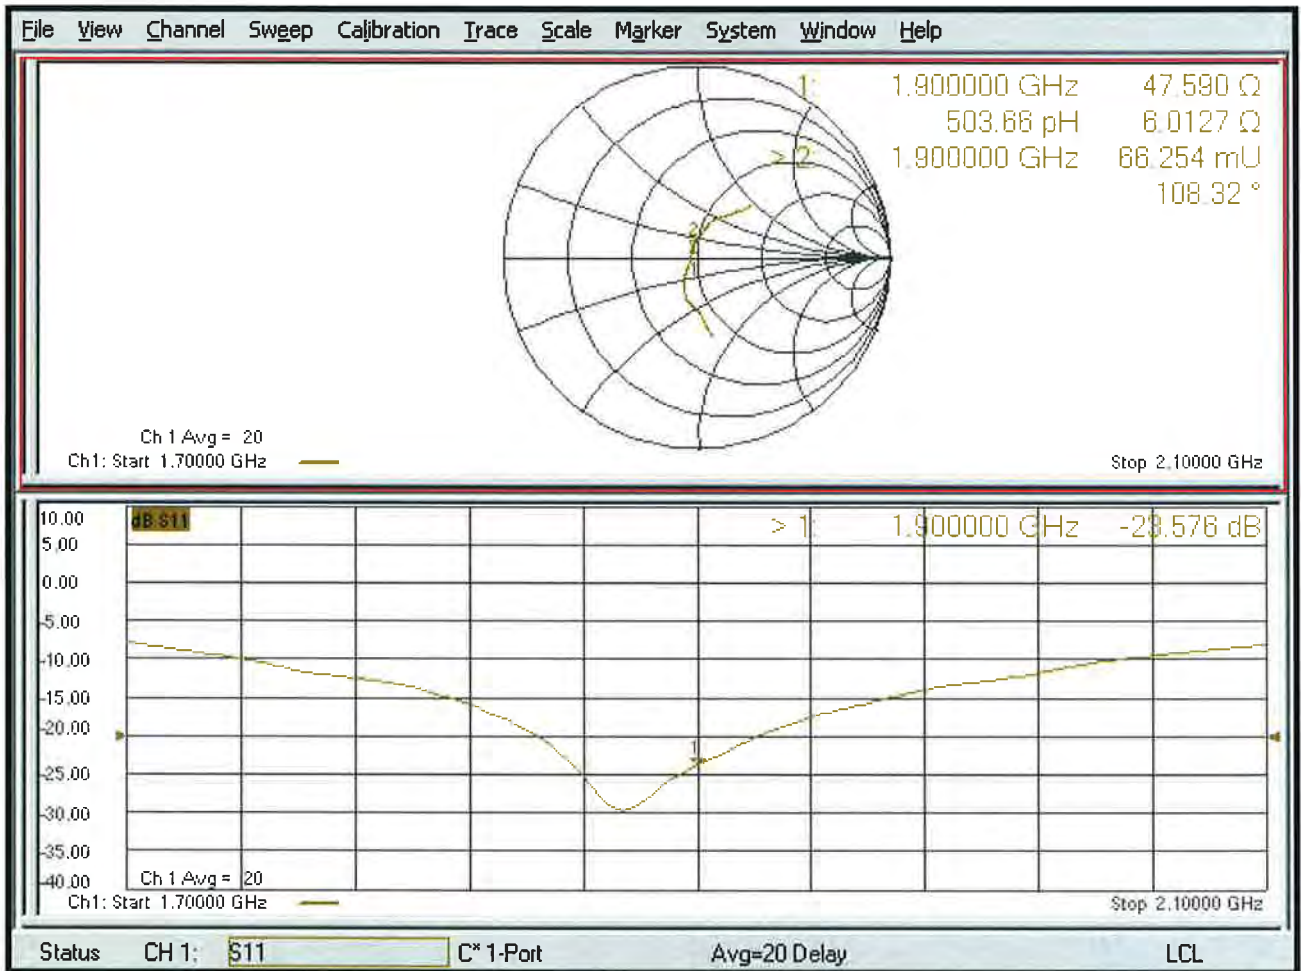 File View Channel Sweep Calibration Trace Scale Marker System Window Help
1: 1.900000 GHz 47.590 Ω
503.66 pH 6.0127 Ω
> 2: 1.900000 GHz 66.254 mU
108.32 °
2
1
Ch 1 Avg = 20
Ch1: Start 1.70000 GHz
Stop 2.10000 GHz
10.00
dB S11
> 1: 1.900000 GHz -23.576 dB
5.00
0.00
-5.00
-10.00
-15.00
-20.00
1
-25.00
-30.00
-35.00
-40.00
Ch 1 Avg = 20
Ch1: Start 1.70000 GHz
Stop 2.10000 GHz
Status CH 1: S11 C* 1-Port Avg=20 Delay LCL